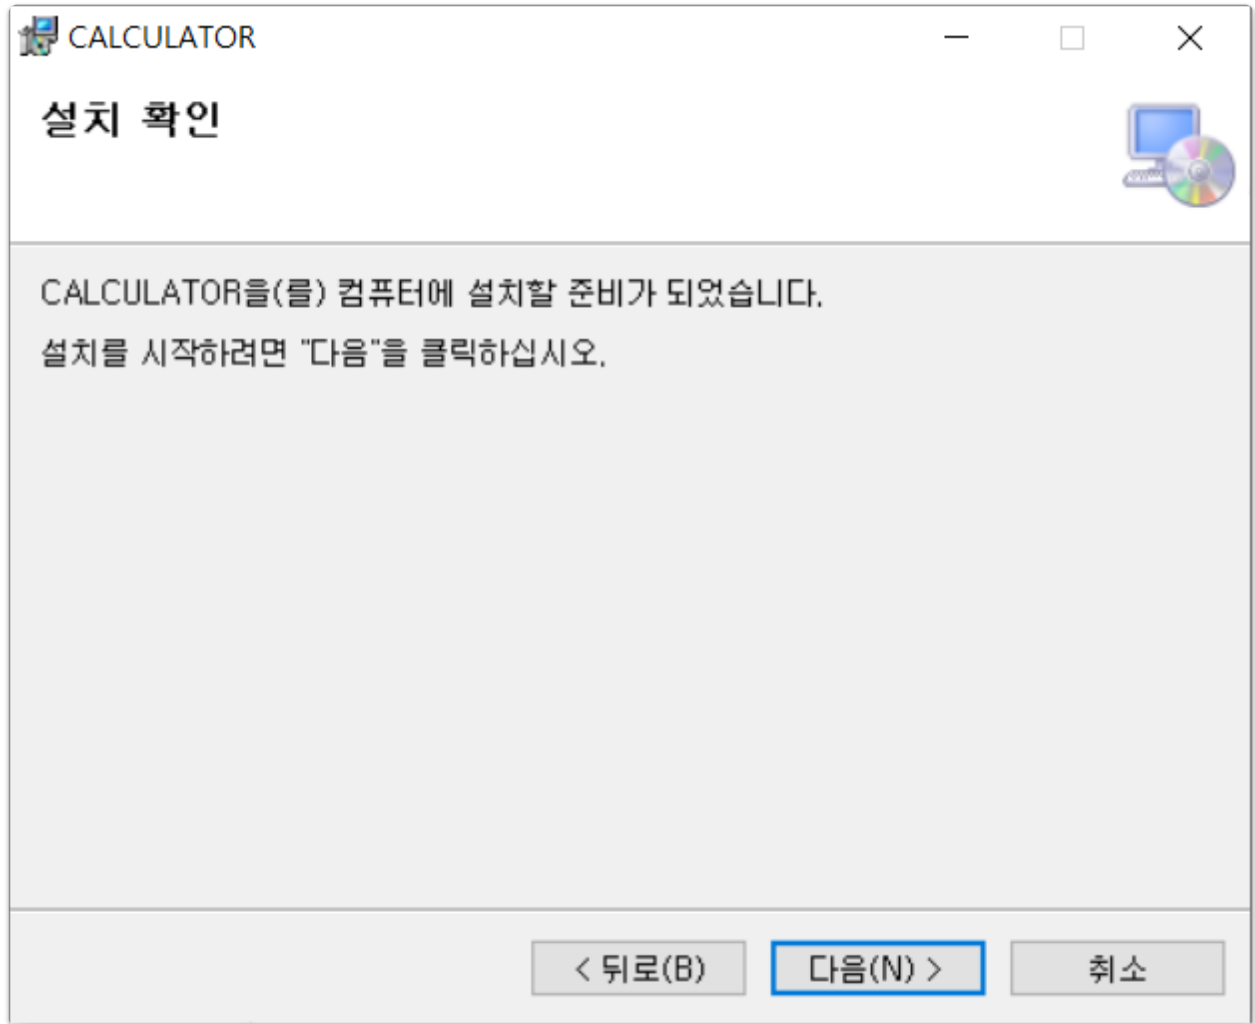 CALCULATOR
설치 확인
CALCULATOR을(를) 컴퓨터에 설치할 준비가 되었습니다.
설치를 시작하려면 "다음"을 클릭하십시오.
< 뒤로(B)
다음(N) >
취소